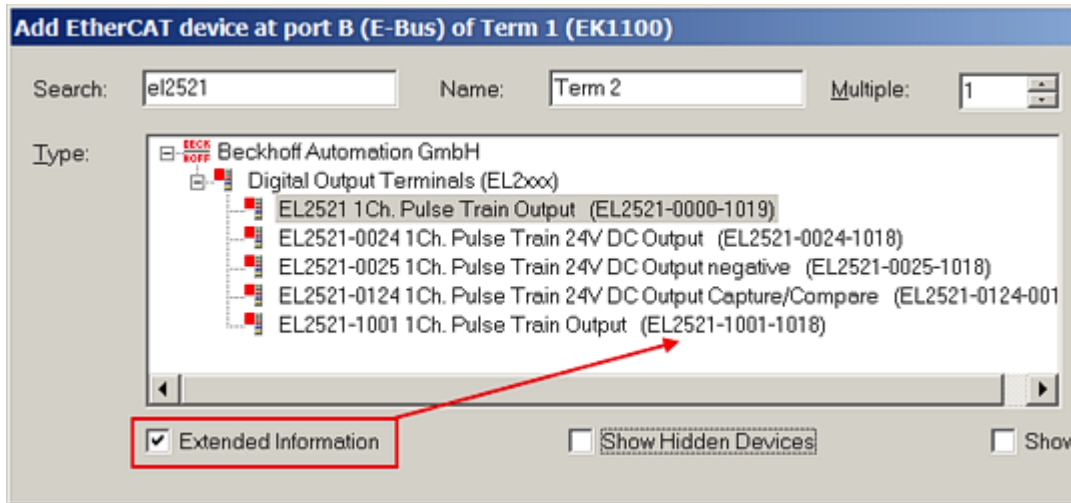 Add EtherCAT device at port B (E-Bus) of Term 1 (EK1100)
Search: el2521 Name: Term 2 Multiple: 1
Type: BECKHOFF Beckhoff Automation GmbH
Digital Output Terminals (EL2xxx)
EL2521 1Ch. Pulse Train Output (EL2521-0000-1019)
EL2521-0024 1Ch. Pulse Train 24V DC Output (EL2521-0024-1018)
EL2521-0025 1Ch. Pulse Train 24V DC Output negative (EL2521-0025-1018)
EL2521-0124 1Ch. Pulse Train 24V DC Output Capture/Compare (EL2521-0124-001
EL2521-1001 1Ch. Pulse Train Output (EL2521-1001-1018)
Extended Information Show Hidden Devices Show